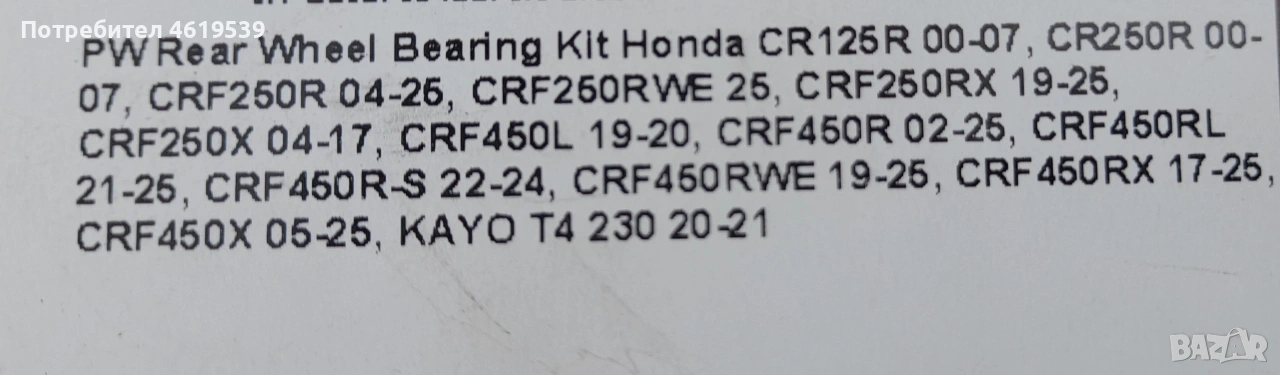 Потребител 4619539
PW Rear Wheel Bearing Kit Honda CR125R 00-07, CR250R 00-
07, CRF250R 04-25, CRF250RWE 25, CRF250RX 19-25,
CRF250X 04-17, CRF450L 19-20, CRF450R 02-25, CRF450RL
21-25, CRF450R-S 22-24, CRF450RWE 19-25, CRF450RX 17-25,
CRF450X 05-25, KAYO T4 230 20-21
BAZAR